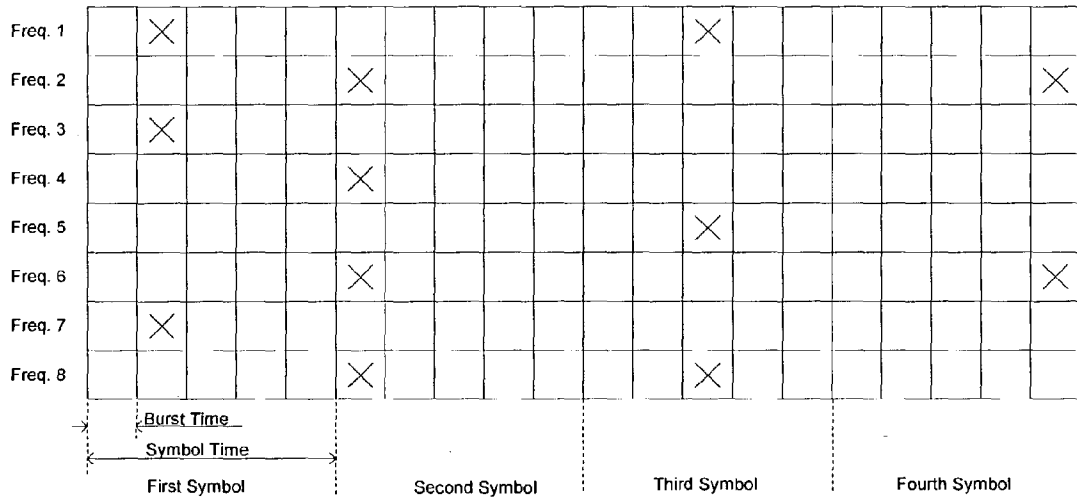 Freq. 1
Freq. 2
Freq. 3
Freq. 4
Freq. 5
Freq. 6
Freq. 7
Freq. 8
Burst Time
Symbol Time
First Symbol
Second Symbol
Third Symbol
Fourth Symbol